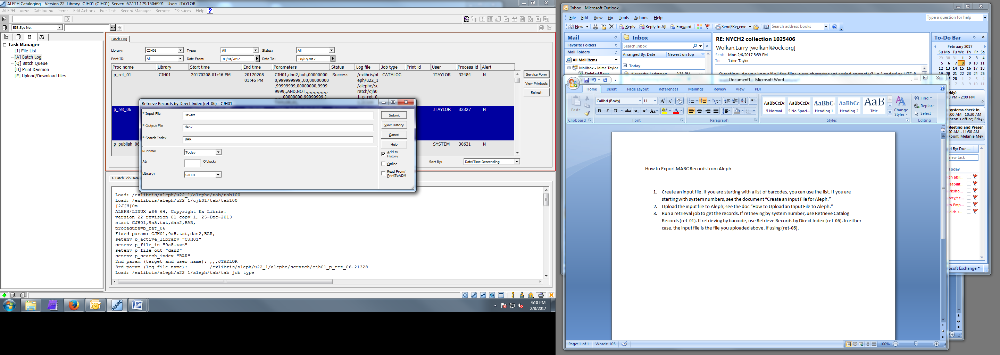 ALEPH Cataloging - Version 22 Library: CJH01 (CJH01) Server: 67.111.179.150:6991 User: JTAYLOR
ALEPH View Cataloging Items Edit Actions Edit Text Record Manager Remote *Services Help ?
BIB Sys No.
Task Manager
[J] File List
[A] Batch Log
[Q] Batch Queue
[D] Print Daemon
[F] Upload/Download files
Batch Log
Library: CJH01 Type: All Status: All
Print ID: All Date From: 09/01/2017 Date To: 08/02/2017
Proc name Library Start time End time Parameters Status Log file Job type Print-id User Process-id Alert
p_ret_01 CJH01 20170208 01:46 PM 20170208 CJH01,dan2,huh,00000000 Success /exlibris/al CATALOG JTAYLOR 32484 N
01:46 PM 0,999999999,,00,00000000 eph/u22_1
,99999999,00000000,9999 /alephe/sc
9999,,AND,NOT,,,,,,,,,,,,,,,, ratch/cjh0
Service Form
View Printouts
Refresh
p_ret_06 JTAYLOR 32327 N
p_publish_06 SYSTEM 30631 N
Sort By: Date/Time Descending
Retrieve Records by Direct Index (ret-06) - CJH01
* Input File 9a5.txt
* Output File dan2
* Search Index BAR
Runtime: Today
At: O'clock:
Library: CJH01
Submit
View History
Cancel
Help
Add to
History
Online
Read From/
PrintToADM
1. Batch Job Deta
Load: /exlibris/aleph/u22_1/alephe/tab/tab100
Load: /exlibris/aleph/u22_1/cjh01/tab/tab100
[2J[H[0m
ALEPH/LINUX x86_64, Copyright Ex Libris.
version 22 revision 01 copy 1, 25-Dec-2013
start CJH01,9a5.txt,dan2,BAR,
procedure=p_ret_06
Fixed param: CJH01,9a5.txt,dan2,BAR,
setenv p_active_library "CJH01"
setenv p_file_in "9a5.txt"
setenv p_file_out "dan2"
setenv p_search_index "BAR"
2nd param (target and user name): ,,,JTAYLOR
3rd param (log file name): /exlibris/aleph/u22_1/alephe/scratch/cjh01_p_ret_06.21328
Load: /exlibris/aleph/a22_1/aleph/tab/tab_job_type
MARC
4:10 PM
2/8/2017
Inbox - Microsoft Outlook
File Edit View Go Tools Actions Help
Type a question for help
New Reply Reply to All Forward Send/Receive Search address books
Mail
Favorite Folders
Mail Folders
All Mail Items
Mailbox - Jaime Taylor
Deleted Items
Inbox
Search Inbox
Arranged By: Date Newest on top
Today
Alexandra Lederman 2:38 PM
RE: NYCH2 collection 1025406
Wolkan,Larry [wolkanl@oclc.org]
Sent: Mon 2/6/2017 3:39 PM
To: Jaime Taylor
Question: do you know if all the files were character set coded correctly? i.e.) coded as UTF-8
To-Do Bar
February 2017
Su Mo Tu We Th Fr Sa
29 30 31 1 2 3 4
5 6 7 8 9 10 11
12 13 14 15 16 17 18
19 20 21 22 23 24 25
27 28 1 2 3 4
6 7 8 9 10 11
ekly)
0 PM - 2:00 PM
systems check-in
:00 AM - 10:30 AM
nzon's office; Eric
Meeting and Presen
00 AM - 11:30 AM
Room; Melanie Mey
d By: Due ...
new task
Today
ch abil...
sabilit...
orksho...
rvey/se...
to Emp...
ields s...
osoft Exchange
Document1 - Microsoft Word
Home Insert Page Layout References Mailings Review View PDF
Paste
Clipboard
Calibri (Body) 11
B I U abc x₂ x² Aa
Font
Paragraph
AaBbCcDc AaBbCcDc AaBbC AaBbCc AaB
¶ Normal ¶ No Spaci... Heading 1 Heading 2 Title
Change
Styles
Styles
Find
Replace
Select
Editing
How to Export MARC Records from Aleph
1. Create an input file. If you are starting with a list of barcodes, you can use the list. If you are
starting with system numbers, see the document “Create an Input File for Aleph.”
2. Upload the input file to Aleph; see the doc “How to Upload an Input File to Aleph.”
3. Run a retrieval job to get the records. If retrieving by system number, use Retrieve Catalog
Records (ret-01). If retrieving by barcode, use Retrieve Records by Direct Index (ret-06). In either
case, the input file is the file you uploaded above. If using (ret-06),
Page: 1 of 1 Words: 105
100%